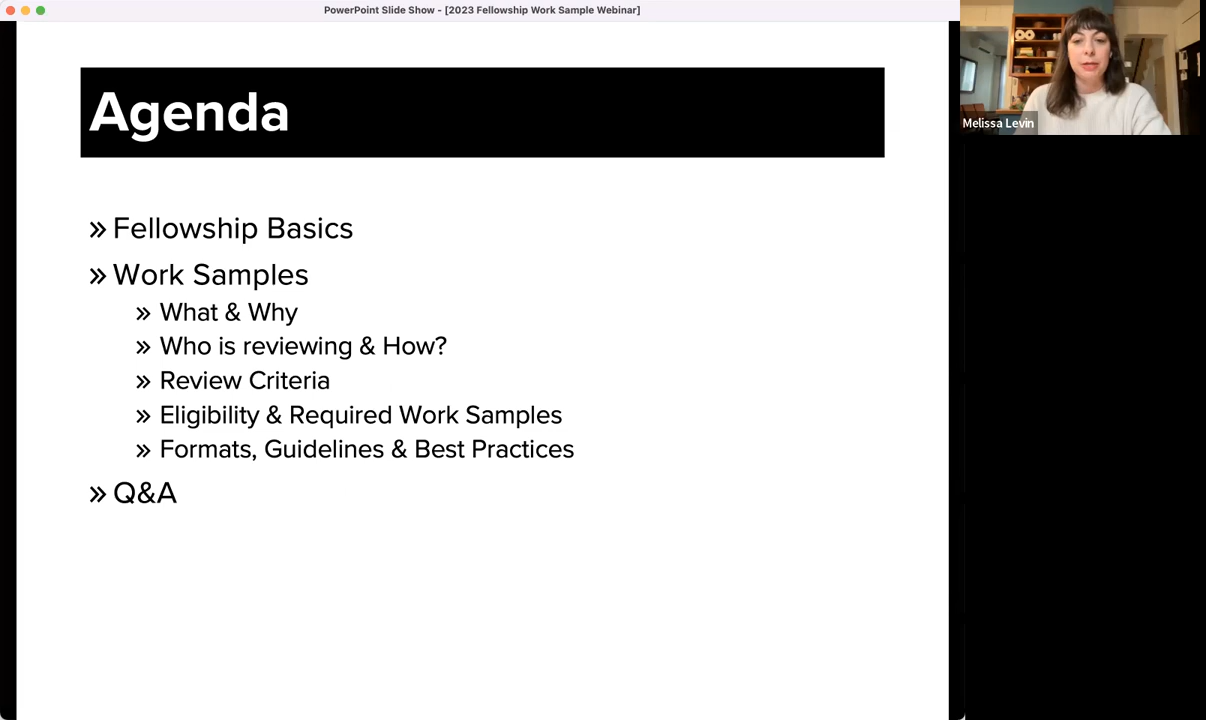 PowerPoint Slide Show - [2023 Fellowship Work Sample Webinar]
Agenda
» Fellowship Basics
» Work Samples
» What & Why
» Who is reviewing & How?
» Review Criteria
» Eligibility & Required Work Samples
» Formats, Guidelines & Best Practices
» Q&A
Melissa Levin